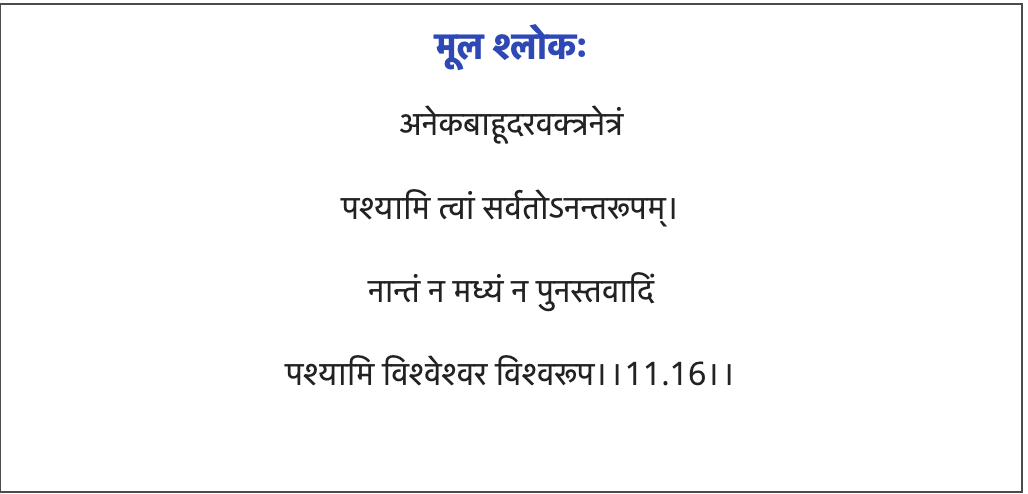 मूल श्लोकः
अनेकबाहूदरवक्त्रनेत्रं
पश्यामि त्वां सर्वतोऽनन्तरूपम्।
नान्तं न मध्यं न पुनस्तवादिं
पश्यामि विश्वेश्वर विश्वरूप।।11.16।।